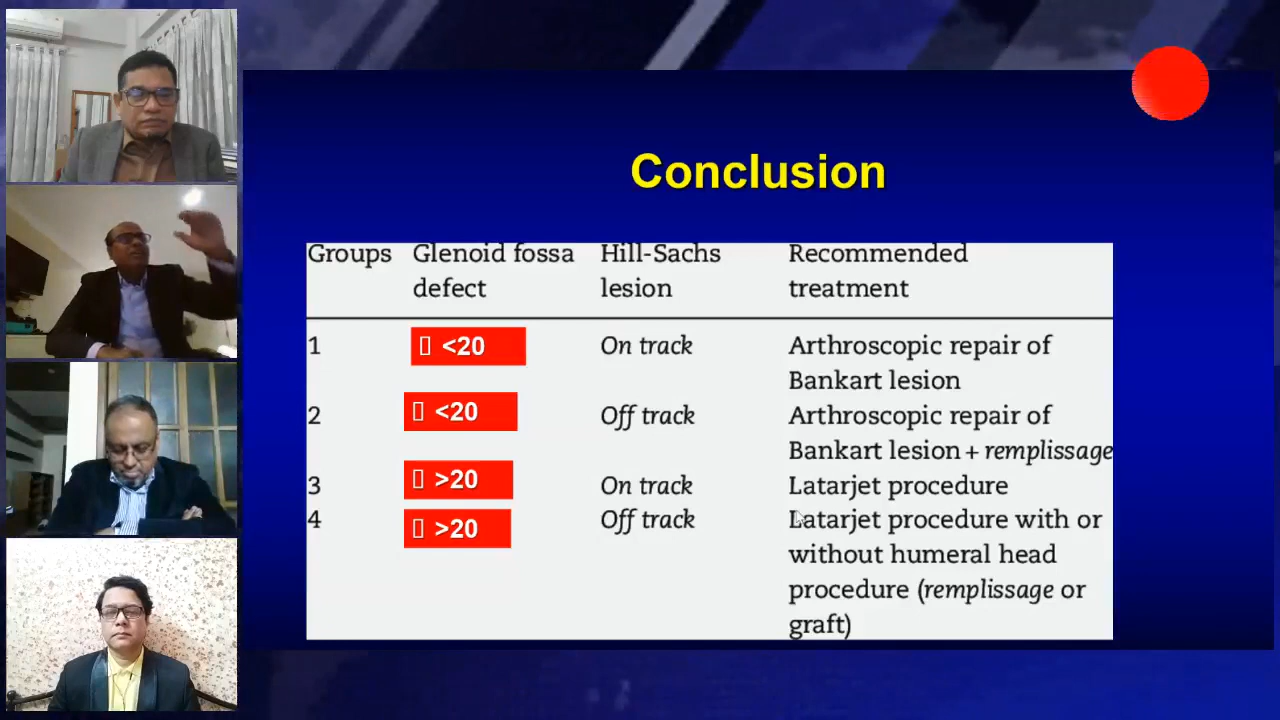 Conclusion
Groups Glenoid fossa Hill-Sachs Recommended
defect lesion treatment
1 <20 On track Arthroscopic repair of
Bankart lesion
2 <20 Off track Arthroscopic repair of
Bankart lesion + remplissage
3 >20 On track Latarjet procedure
4 >20 Off track Latarjet procedure with or
without humeral head
procedure (remplissage or
graft)